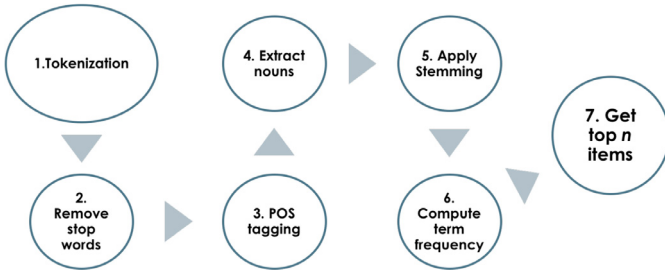 1.Tokenization
2.
Remove
stop
words
3. POS
tagging
4. Extract
nouns
5. Apply
Stemming
6.
Compute
term
frequency
7. Get
top n
items